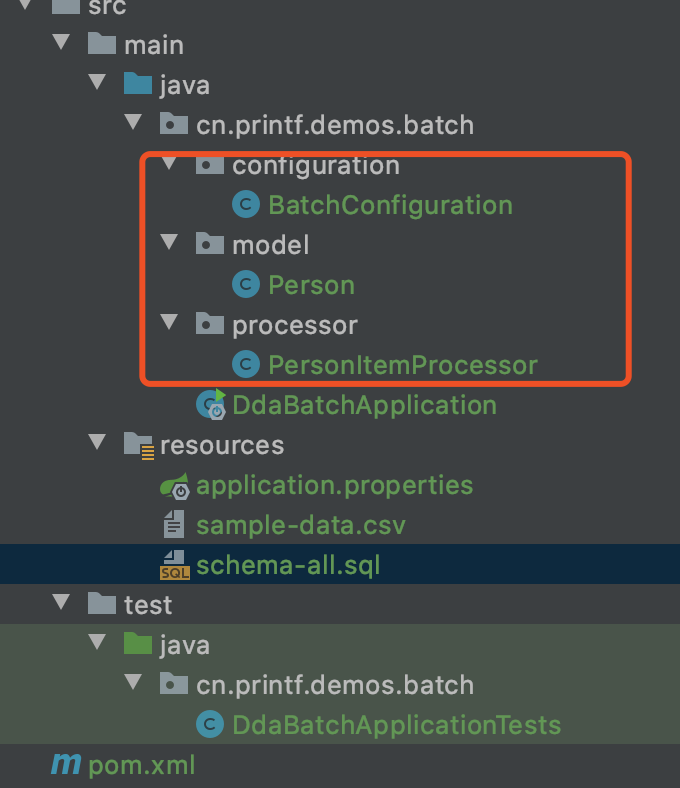 src
main
java
cn.printf.demos.batch
configuration
C BatchConfiguration
model
C Person
processor
C PersonItemProcessor
C DdaBatchApplication
resources
application.properties
sample-data.csv
SQL schema-all.sql
test
java
cn.printf.demos.batch
C DdaBatchApplicationTests
m pom.xml